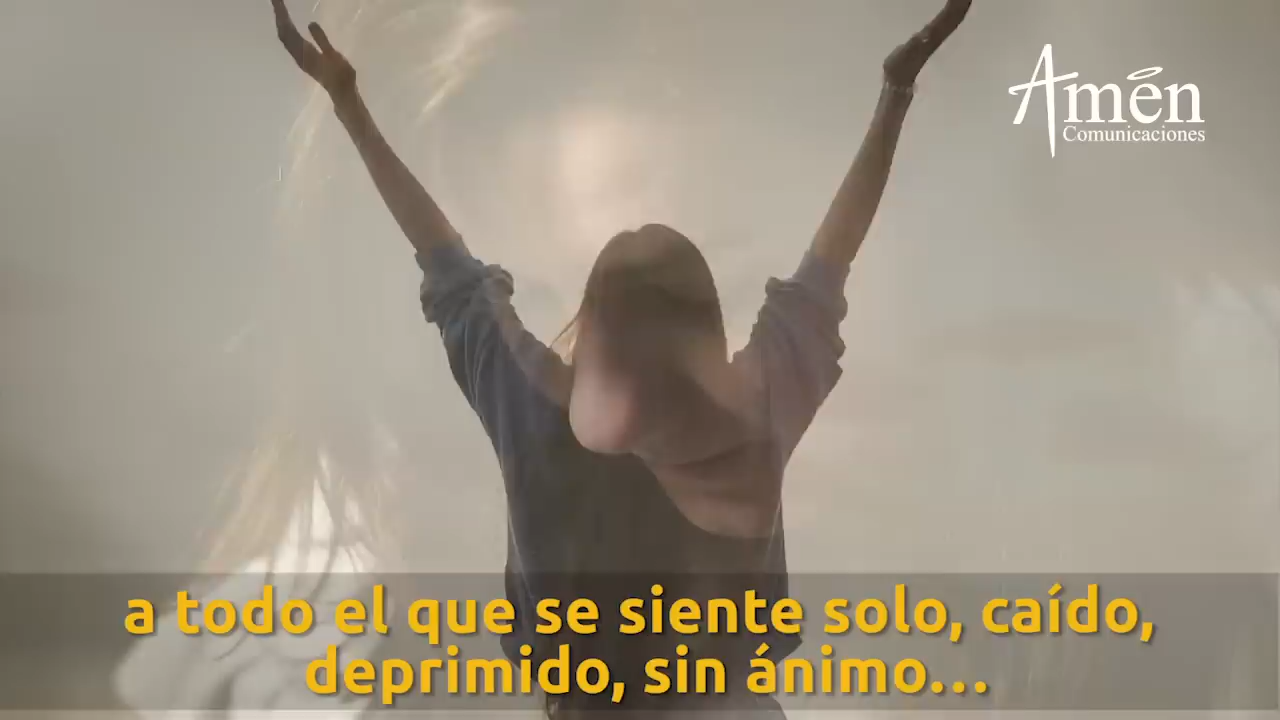 Amén
Comunicaciones
a todo el que se siente solo, caído,
deprimido, sin ánimo...